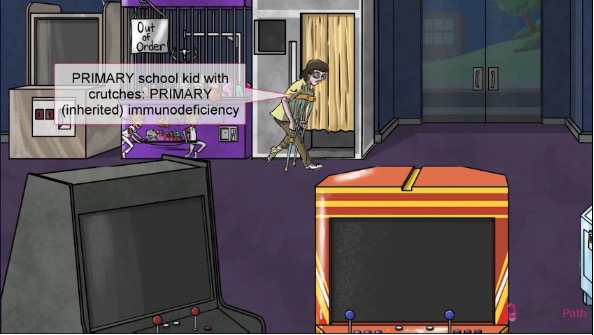 Out
of
Order
PRIMARY school kid with
crutches: PRIMARY
(inherited) immunodeficiency
Path